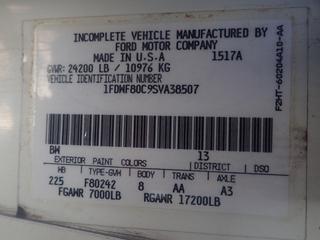 INCOMPLETE VEHICLE MANUFACTURED BY
FORD MOTOR COMPANY
MADE IN U.S.A 1517A
GVWR: 24200 LB / 10976 KG
VEHICLE IDENTIFICATION NUMBER
1FDWF80C9SVA38507
F2HT-60204A10-AA
BW 13
EXTERIOR PAINT COLORS DISTRICT DSO
WB TYPE-GVW BODY TRANS AXLE
225 F80242 8 AA A3
FGAWR 7000LB RGAWR 17200LB